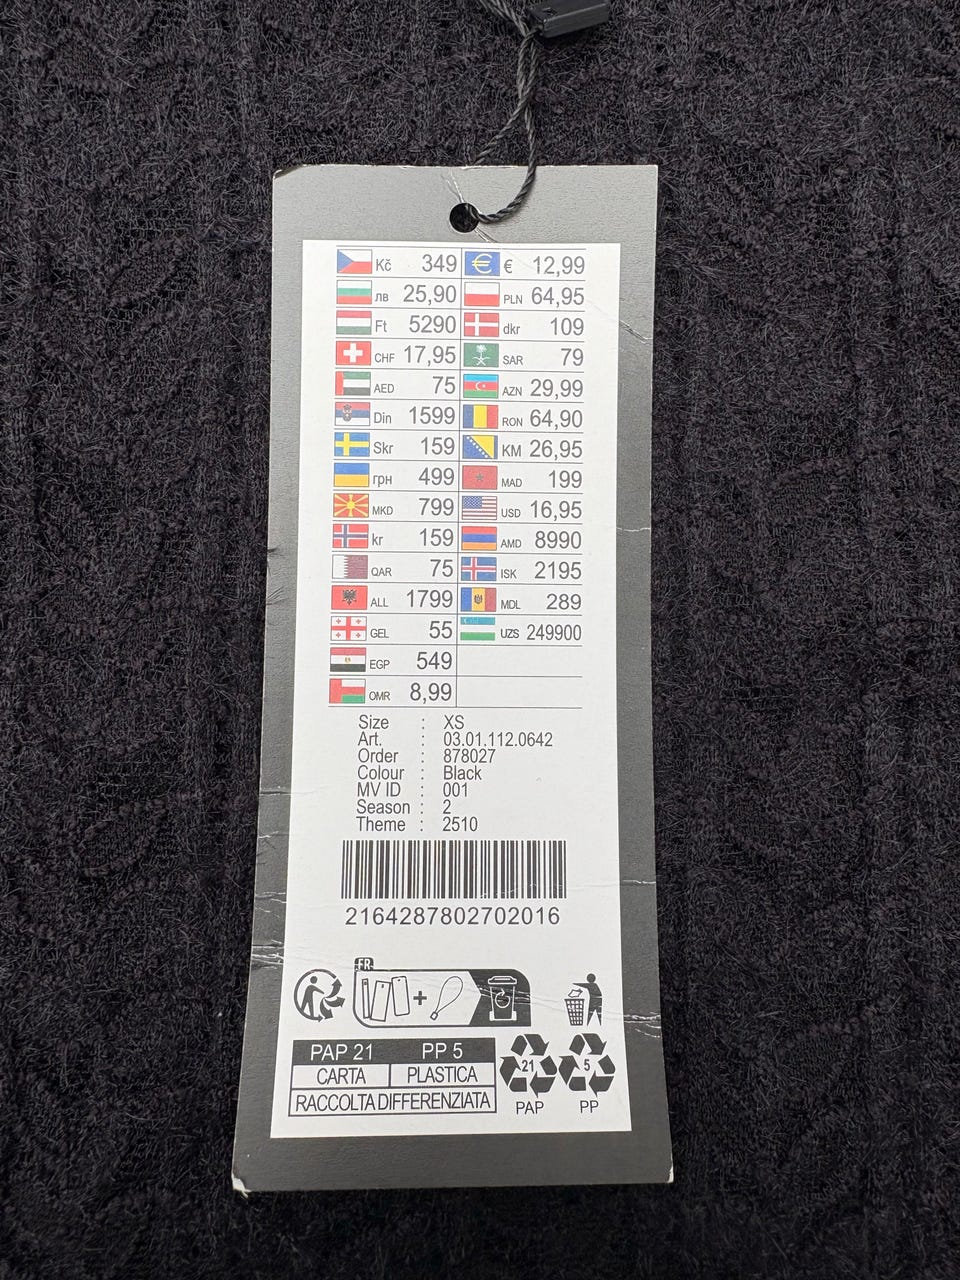 Kč 349 € 12,99
лв 25,90 PLN 64,95
Ft 5290 dkr 109
CHF 17,95 SAR 79
AED 75 AZN 29,99
Din 1599 RON 64,90
Skr 159 KM 26,95
грн 499 MAD 199
MKD 799 USD 16,95
kr 159 AMD 8990
QAR 75 ISK 2195
ALL 1799 MDL 289
GEL 55 UZS 249900
EGP 549
OMR 8,99
Size : XS
Art. : 03.01.112.0642
Order : 878027
Colour : Black
MV ID : 001
Season : 2
Theme : 2510
2164287802702016
FR
+
PAP 21 PP 5
CARTA PLASTICA
RACCOLTA DIFFERENZIATA
21 5
PAP PP